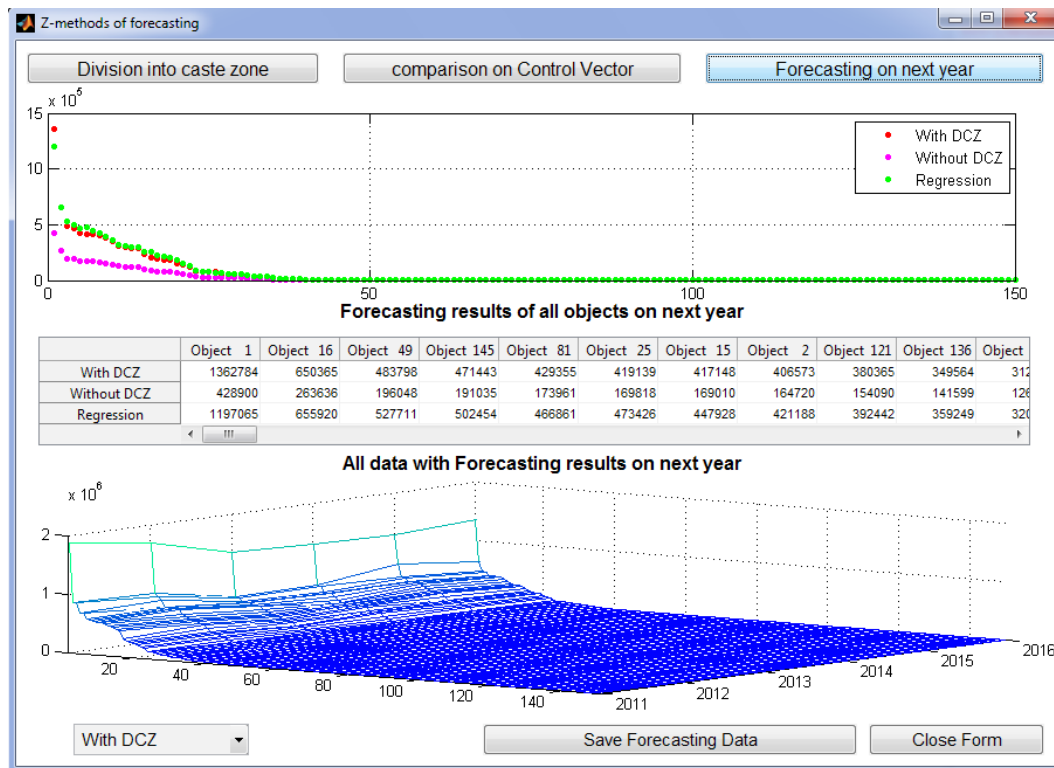 Z-methods of forecasting
Division into caste zone
comparison on Control Vector
Forecasting on next year
x 10^5
15
10
5
0
0 50 100 150
With DCZ
Without DCZ
Regression
Forecasting results of all objects on next year
Object 1 Object 16 Object 49 Object 145 Object 81 Object 25 Object 15 Object 2 Object 121 Object 136 Object
With DCZ 1362784 650365 483798 471443 429355 419139 417148 406573 380365 349564 312
Without DCZ 428900 263636 196048 191035 173961 169818 169010 164720 154090 141599 126
Regression 1197065 655920 527711 502454 466861 473426 447928 421188 392442 359249 320
All data with Forecasting results on next year
x 10^6
2
1
0
20 40 60 80 100 120 140
2011 2012 2013 2014 2015 2016
With DCZ
Save Forecasting Data
Close Form